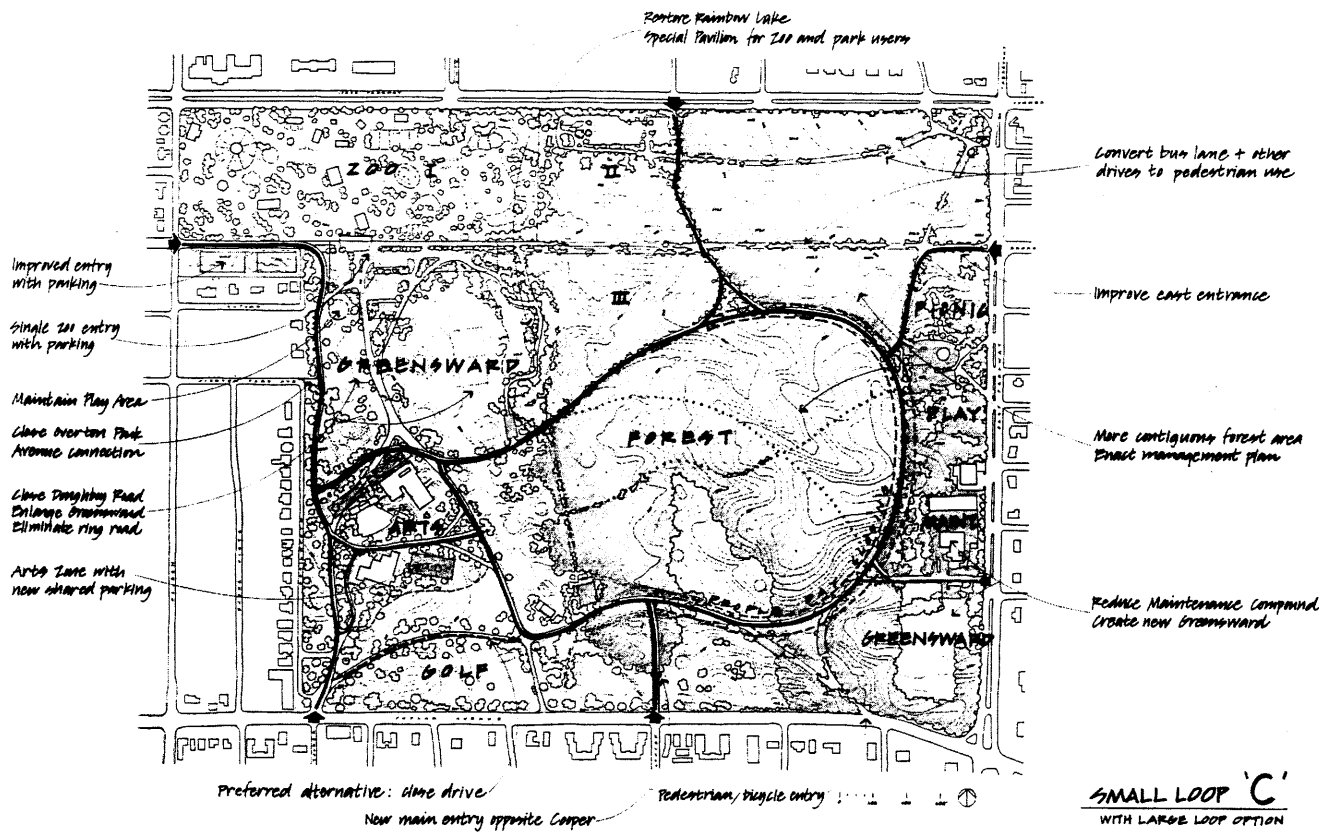 Restore Rainbow Lake
Special Pavilion for Zoo and park users
ZOO I
II
Convert bus lane + other
drives to pedestrian use
Improved entry
with parking
III
PICNIC
Improve east entrance
Single zoo entry
with parking
GREENSWARD
Maintain Play Area
PLAY
Close Overton Park
Avenue connection
FOREST
More contiguous forest area
Enact management plan
Close Doughboy Road
Enlarge Greensward
Eliminate ring road
ARTS
MAINT
Arts Zone with
new shared parking
PEOPLE
Reduce Maintenance Compound
Create new Greensward
GREENSWARD
GOLF
Preferred alternative: close drive
Pedestrian/bicycle entry
New main entry opposite Cooper
SMALL LOOP 'C'
WITH LARGE LOOP OPTION